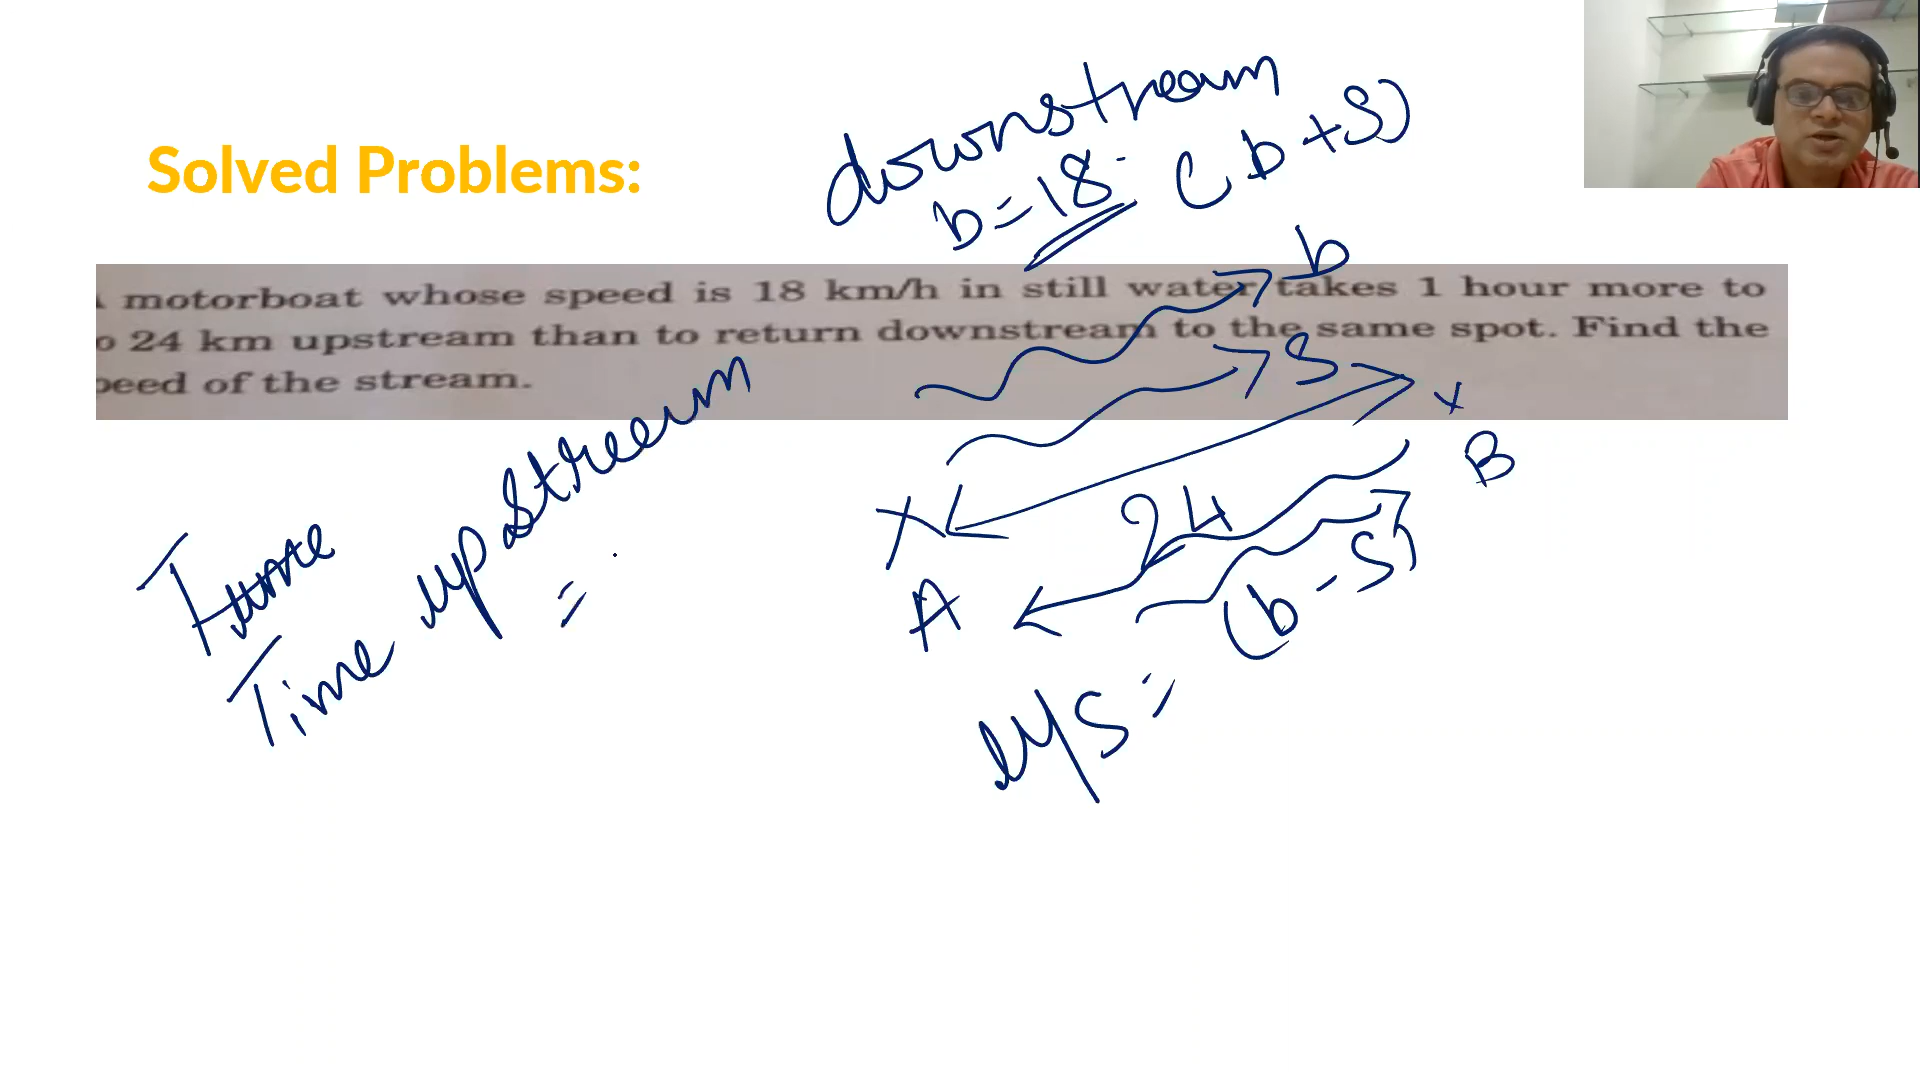 Solved Problems:
downstream
b = 18 (b + S)
b
motorboat whose speed is 18 km/h in still water takes 1 hour more to
o 24 km upstream than to return downstream to the same spot. Find the
peed of the stream.
S
x
B
X
24
A
(b - S)
u/s =
Time
Time upstream
=